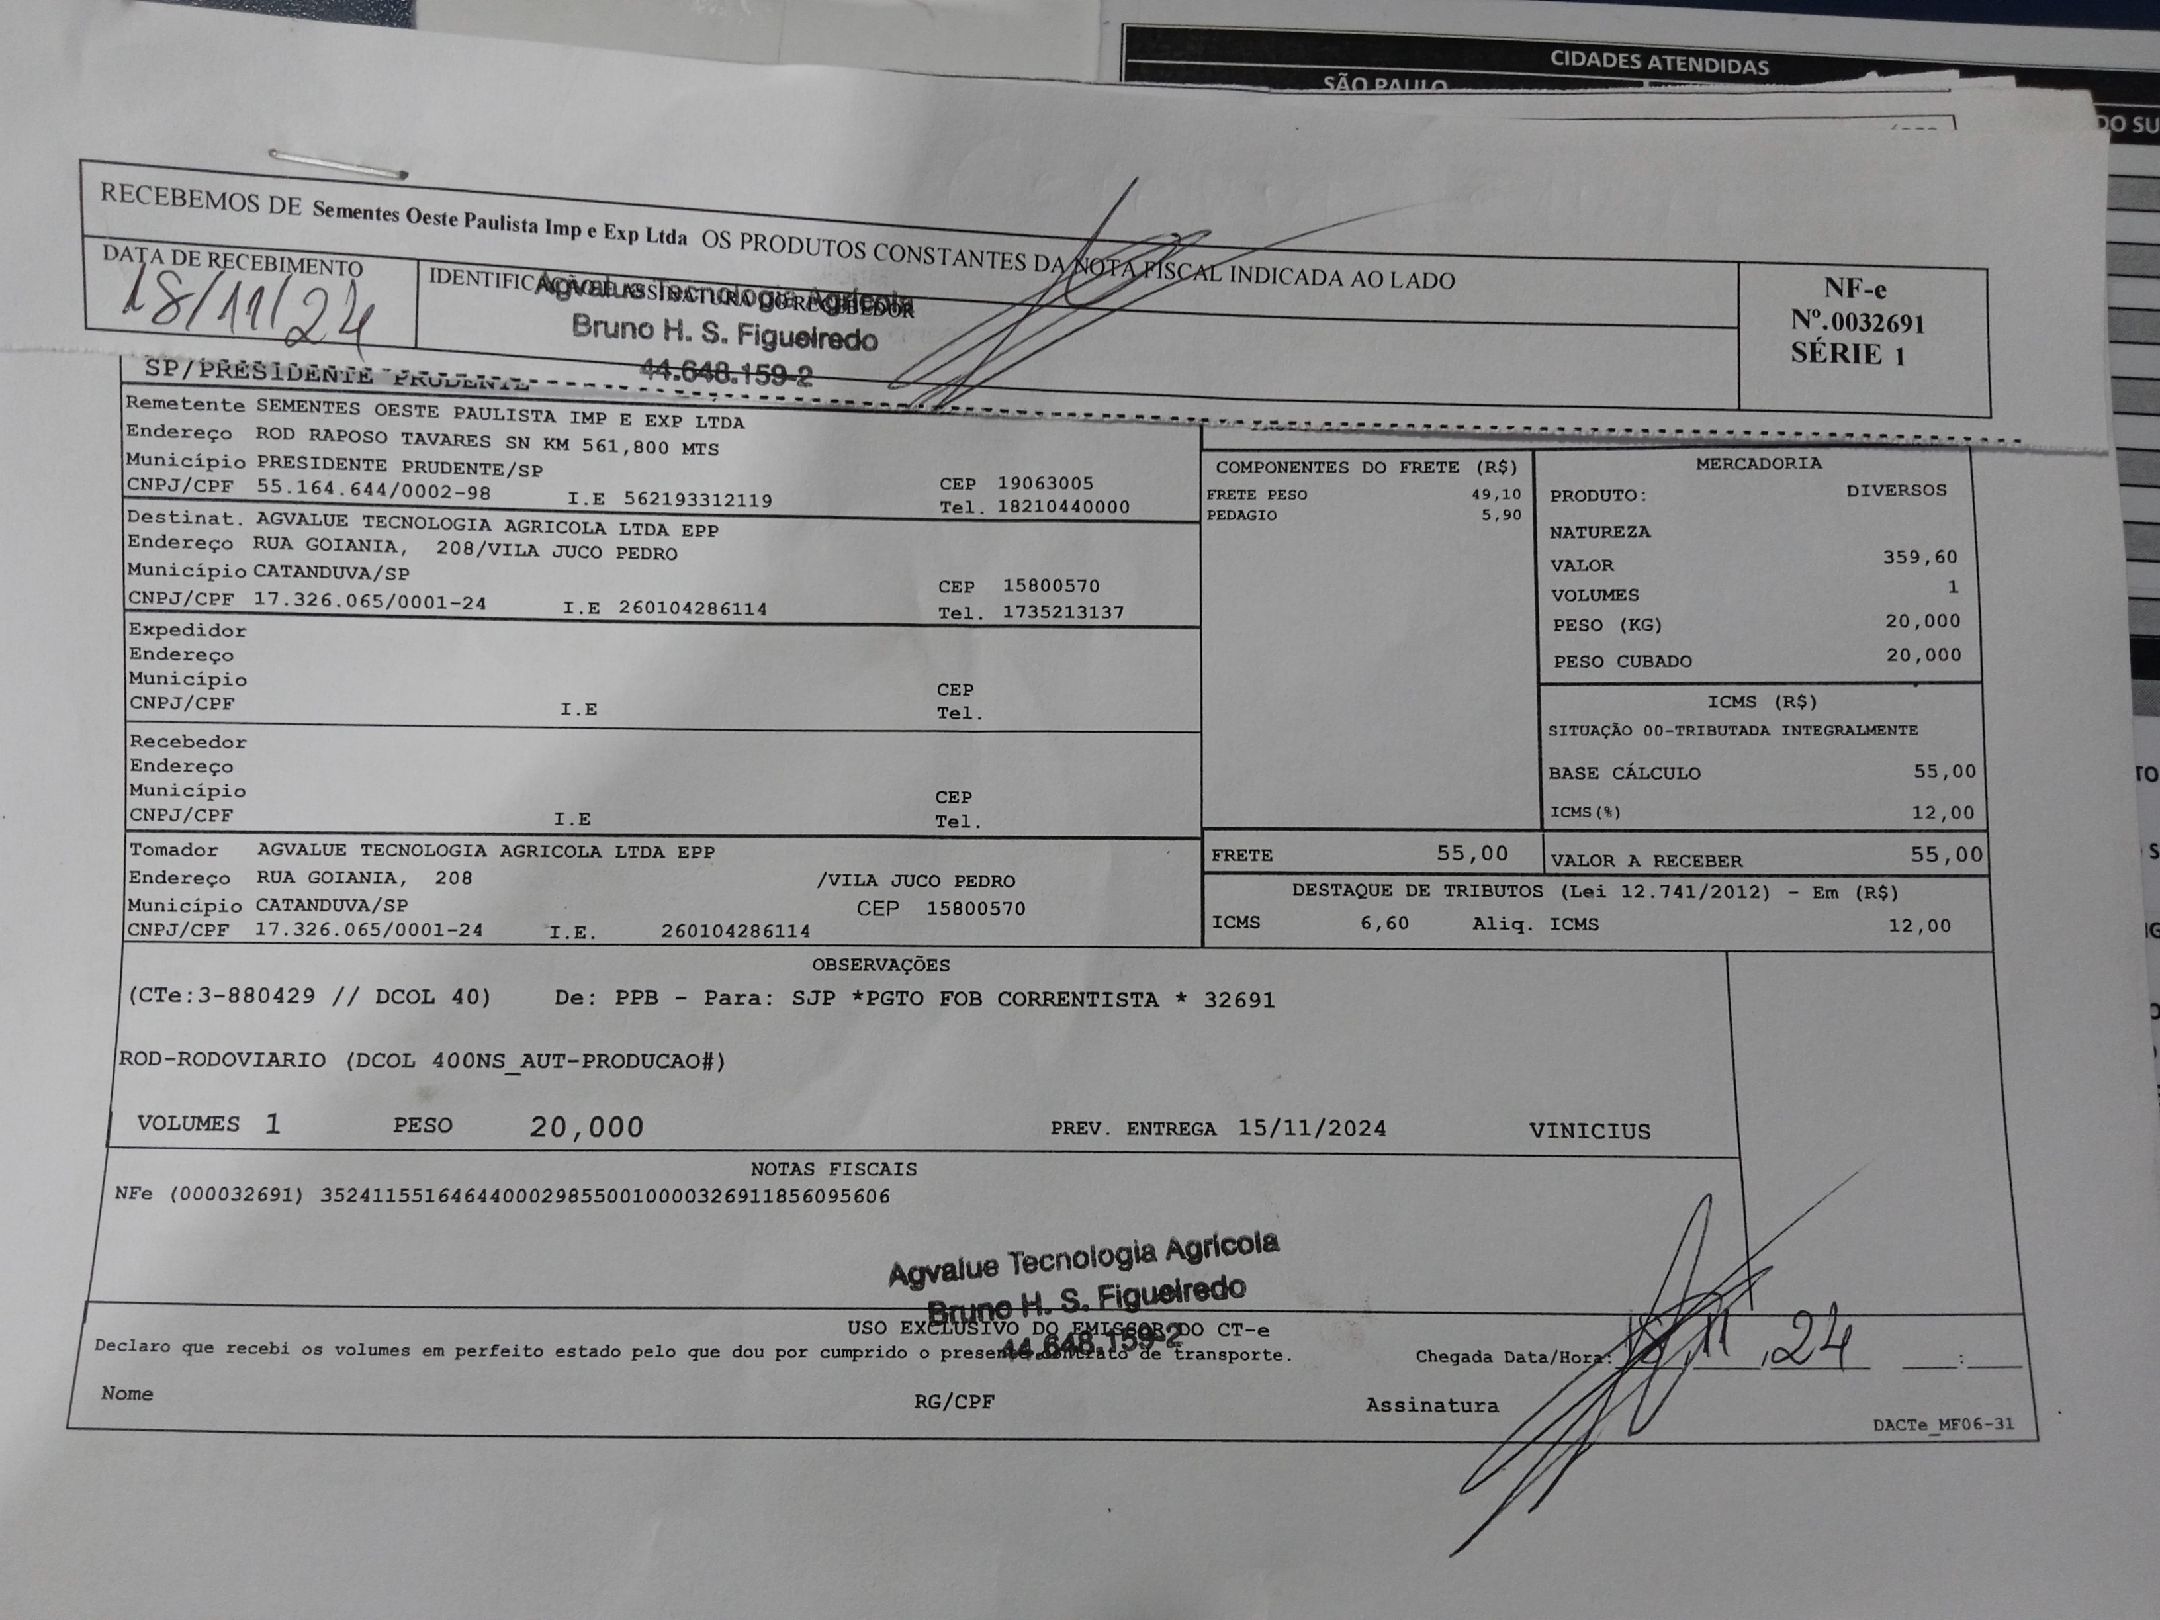 CIDADES ATENDIDAS
SÃO PAULO
DO SU
RECEBEMOS DE Sementes Oeste Paulista Imp e Exp Ltda OS PRODUTOS CONSTANTES DA NOTA FISCAL INDICADA AO LADO
DATA DE RECEBIMENTO
18/11/24
IDENTIFICAÇÃO E ASSINATURA DO RECEBEDOR
Agvalue Tecnologia Agrícola
Bruno H. S. Figueiredo
44.648.159-2
NF-e
Nº.0032691
SÉRIE 1
SP/PRESIDENTE PRUDENTE
Remetente SEMENTES OESTE PAULISTA IMP E EXP LTDA
Endereço ROD RAPOSO TAVARES SN KM 561,800 MTS
Município PRESIDENTE PRUDENTE/SP CEP 19063005
CNPJ/CPF 55.164.644/0002-98 I.E 562193312119 Tel. 18210440000
Destinat. AGVALUE TECNOLOGIA AGRICOLA LTDA EPP
Endereço RUA GOIANIA, 208/VILA JUCO PEDRO
Município CATANDUVA/SP CEP 15800570
CNPJ/CPF 17.326.065/0001-24 I.E 260104286114 Tel. 1735213137
Expedidor
Endereço
Município CEP
CNPJ/CPF I.E Tel.
Recebedor
Endereço
Município CEP
CNPJ/CPF I.E Tel.
Tomador AGVALUE TECNOLOGIA AGRICOLA LTDA EPP
Endereço RUA GOIANIA, 208 /VILA JUCO PEDRO
Município CATANDUVA/SP CEP 15800570
CNPJ/CPF 17.326.065/0001-24 I.E. 260104286114
COMPONENTES DO FRETE (R$)
FRETE PESO 49,10
PEDAGIO 5,90
MERCADORIA
PRODUTO: DIVERSOS
NATUREZA
VALOR 359,60
VOLUMES 1
PESO (KG) 20,000
PESO CUBADO 20,000
ICMS (R$)
SITUAÇÃO 00-TRIBUTADA INTEGRALMENTE
BASE CÁLCULO 55,00
ICMS(%) 12,00
FRETE 55,00 VALOR A RECEBER 55,00
DESTAQUE DE TRIBUTOS (Lei 12.741/2012) - Em (R$)
ICMS 6,60 Aliq. ICMS 12,00
OBSERVAÇÕES
(CTe:3-880429 // DCOL 40) De: PPB - Para: SJP *PGTO FOB CORRENTISTA * 32691
ROD-RODOVIARIO (DCOL 400NS_AUT-PRODUCAO#)
VOLUMES 1 PESO 20,000 PREV. ENTREGA 15/11/2024 VINICIUS
NOTAS FISCAIS
NFe (000032691) 35241155164644000298550010000326911856095606
Agvalue Tecnologia Agrícola
Bruno H. S. Figueiredo
44.648.159-2
USO EXCLUSIVO DO EMISSOR DO CT-e
Declaro que recebi os volumes em perfeito estado pelo que dou por cumprido o presente contrato de transporte.
Chegada Data/Hora: 18 11 24 :
Nome RG/CPF Assinatura
DACTe_MF06-31